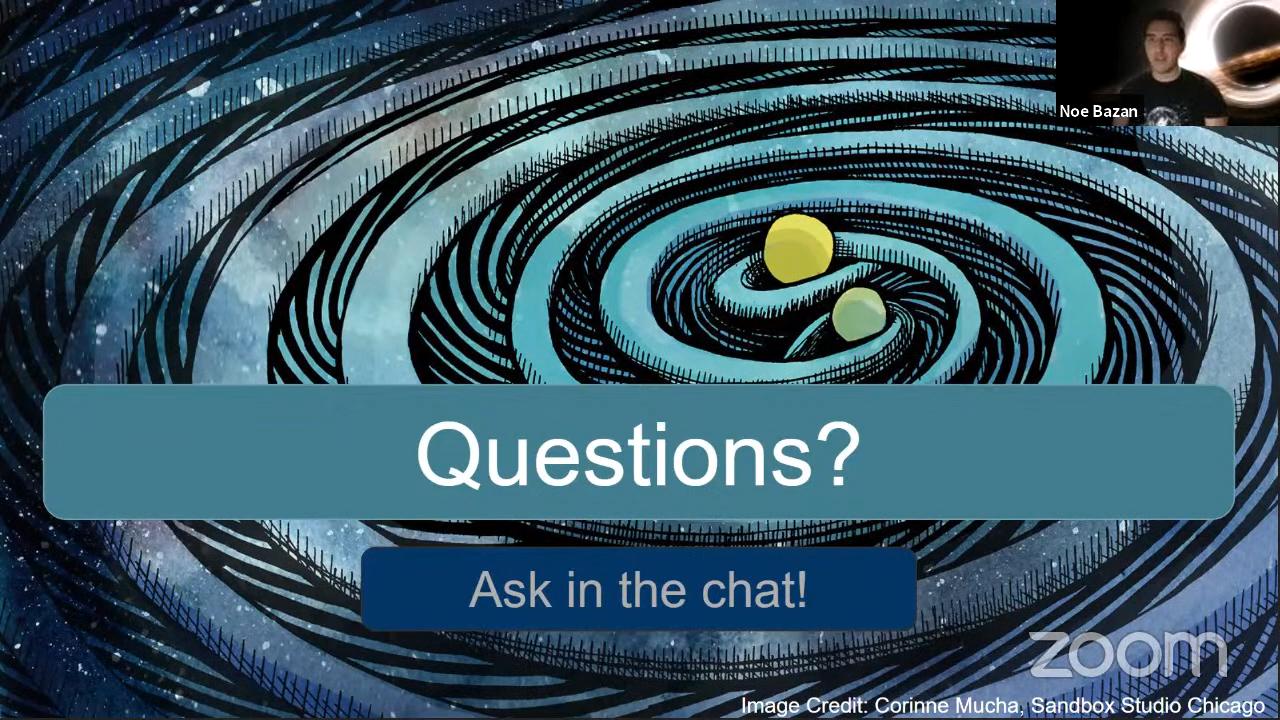 Noe Bazan
Questions?
Ask in the chat!
zoom
Image Credit: Corinne Mucha, Sandbox Studio Chicago